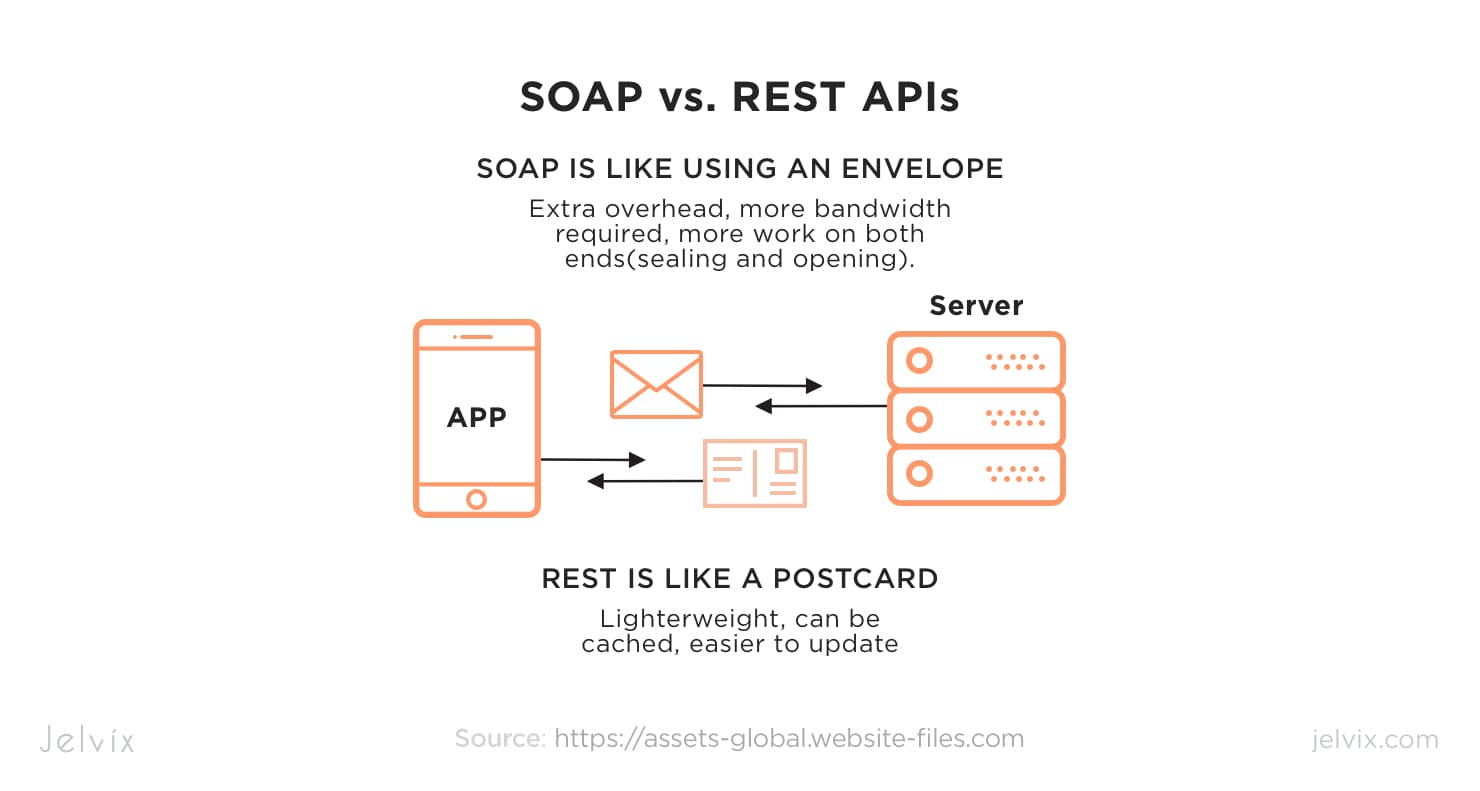 SOAP vs. REST APIs
SOAP IS LIKE USING AN ENVELOPE
Extra overhead, more bandwidth
required, more work on both
ends(sealing and opening).
Server
APP
REST IS LIKE A POSTCARD
Lighterweight, can be
cached, easier to update
Jelvix
Source: https://assets-global.website-files.com
jelvix.com